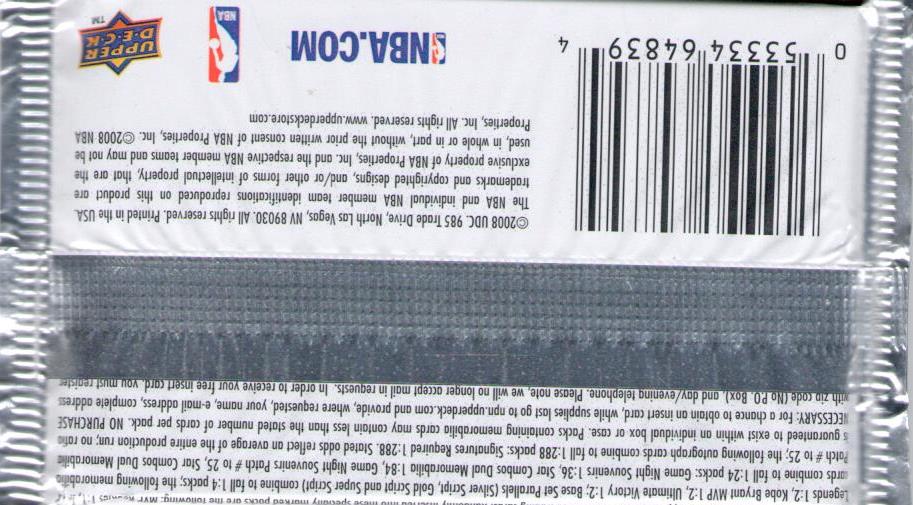 randomly inserted into these specially marked packs are the following: MVP
Legends 1:2, Kobe Bryant MVP 1:2, Ultimate Victory 1:2; Base Set Parallel (Silver Script, Gold Script and Super Script) combine to fall 1:4 packs; the following memorabilia
cards combine to fall 1:24 packs: Game Night Souvenirs 1:36, Star Combos Dual Memorabilia 1:84, Game Night Souvenirs Patch # to 25, Star Combos Dual Memorabilia
Patch # to 25; the following autograph cards combine to fall 1:288 packs: Signatures Required 1:288. Stated odds reflect an average of the entire production run, no ratio
is guaranteed to exist within an individual box or case. Packs containing memorabilia cards may contain less than the stated number of cards per pack. NO PURCHASE
NECESSARY: For a chance to obtain an insert card, while supplies last go to npn.upperdeck.com and provide, where requested, your name, e-mail address, complete address
with zip code (No P.O. Box), and day/evening telephone. Please note, we will no longer accept mail in requests. In order to receive your free insert card, you must register
©2008 UDC, 985 Trade Drive, North Las Vegas, NV 89030. All rights reserved. Printed in the USA.
The NBA and individual NBA member team identifications reproduced on this product are
trademarks and copyrighted designs, and/or other forms of intellectual property, that are the
exclusive property of NBA Properties, Inc. and the respective NBA member teams and may not be
used, in whole or in part, without the prior written consent of NBA Properties, Inc. ©2008 NBA
Properties, Inc. All rights reserved. www.upperdeckstore.com
0 53334 64839 4
NBA.COM
NBA
UPPER
D·E·C·K
TM